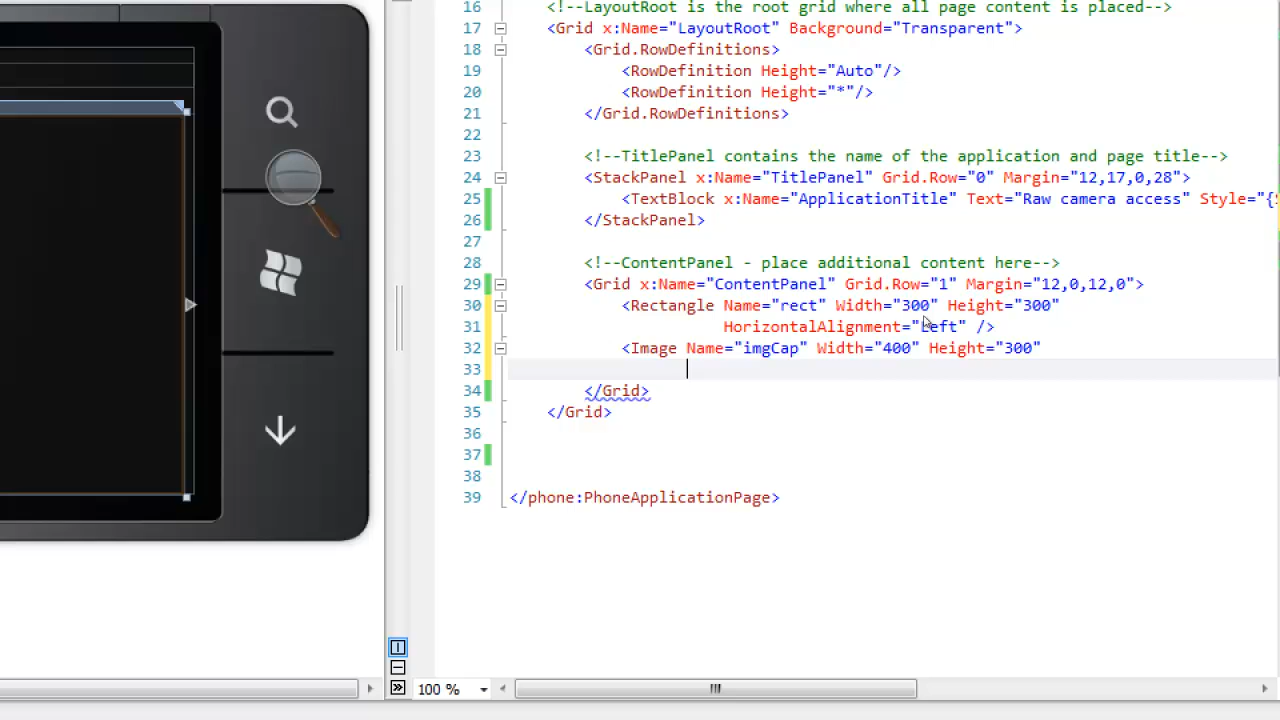 16 <!--LayoutRoot is the root grid where all page content is placed-->
17 <Grid x:Name="LayoutRoot" Background="Transparent">
18 <Grid.RowDefinitions>
19 <RowDefinition Height="Auto"/>
20 <RowDefinition Height="*"/>
21 </Grid.RowDefinitions>
22
23 <!--TitlePanel contains the name of the application and page title-->
24 <StackPanel x:Name="TitlePanel" Grid.Row="0" Margin="12,17,0,28">
25 <TextBlock x:Name="ApplicationTitle" Text="Raw camera access" Style="{
26 </StackPanel>
27
28 <!--ContentPanel - place additional content here-->
29 <Grid x:Name="ContentPanel" Grid.Row="1" Margin="12,0,12,0">
30 <Rectangle Name="rect" Width="300" Height="300"
31 HorizontalAlignment="Left" />
32 <Image Name="imgCap" Width="400" Height="300"
33
34 </Grid>
35 </Grid>
36
37
38
39 </phone:PhoneApplicationPage>
100 %